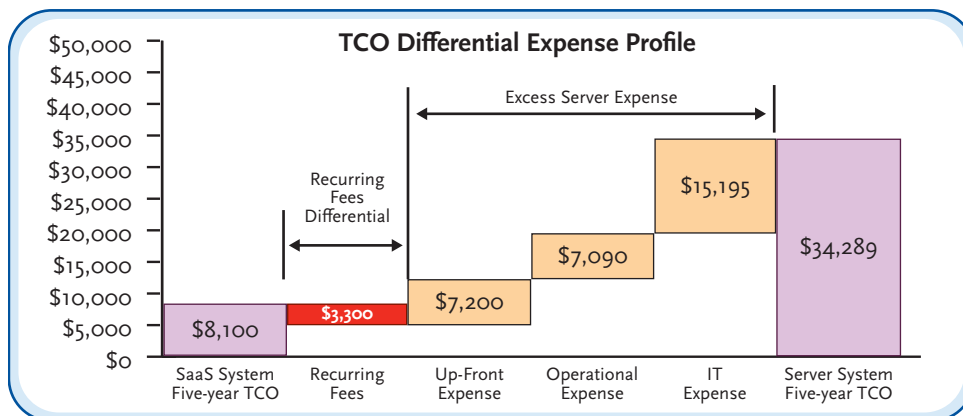 TCO Differential Expense Profile
$50,000
$45,000
$40,000
$35,000
$30,000
$25,000
$20,000
$15,000
$10,000
$5,000
$0
Excess Server Expense
Recurring
Fees
Differential
$8,100
$3,300
$7,200
$7,090
$15,195
$34,289
SaaS System
Five-year TCO
Recurring
Fees
Up-Front
Expense
Operational
Expense
IT
Expense
Server System
Five-year TCO